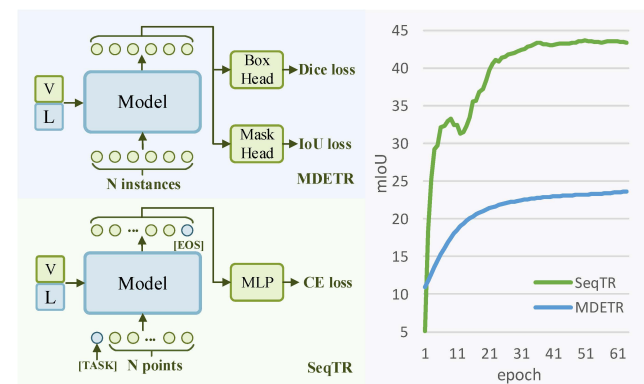 V
L
Model
Box
Head
Dice loss
Mask
Head
IoU loss
N instances
MDETR
...
[EOS]
V
L
Model
MLP
CE loss
...
[TASK]
N points
SeqTR
45
40
35
30
25
20
15
10
5
mIoU
SeqTR
MDETR
1 11 21 31 41 51 61
epoch